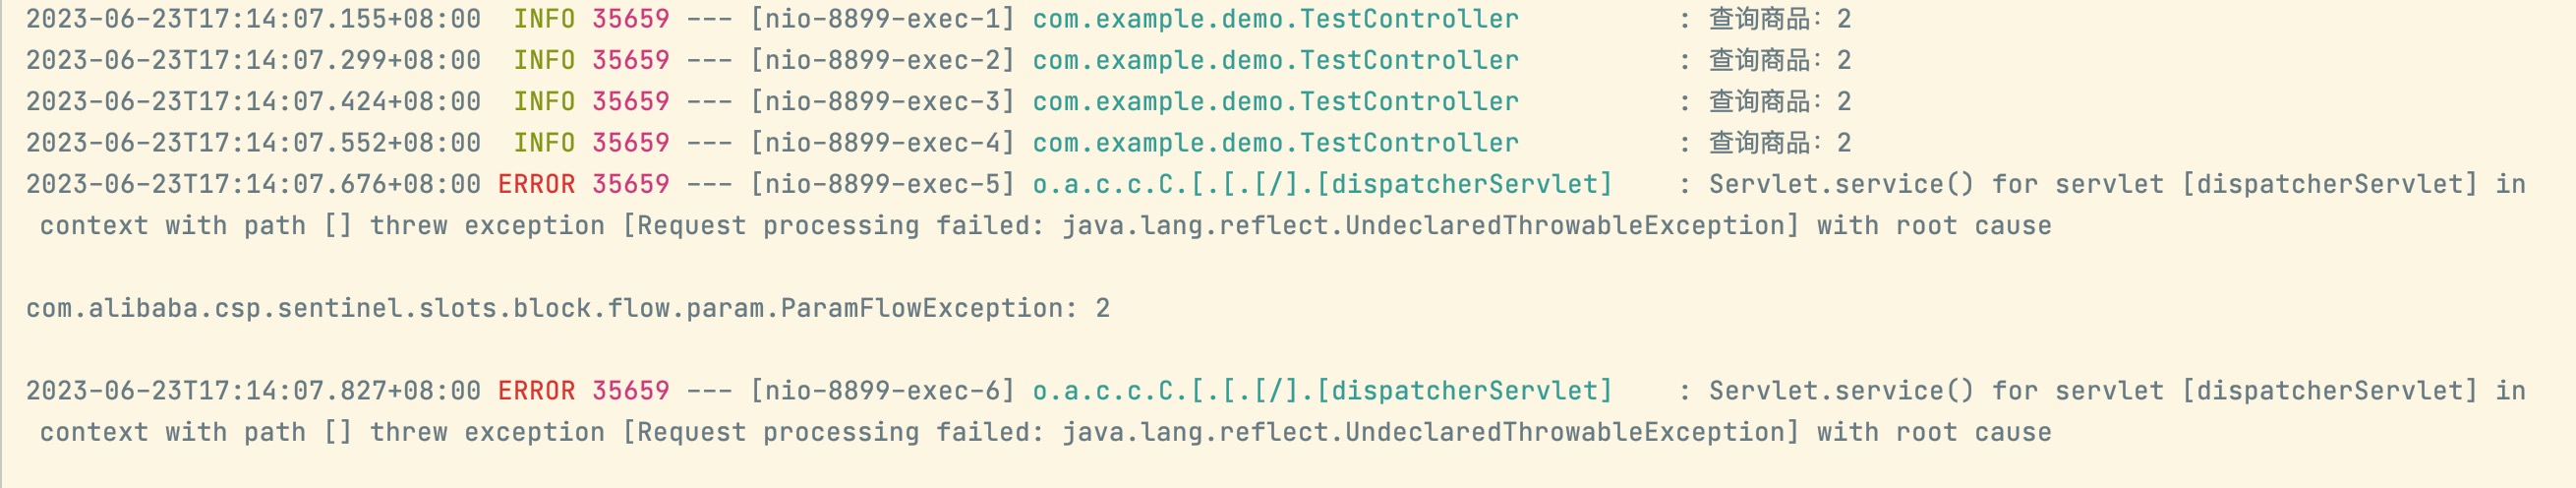 2023-06-23T17:14:07.155+08:00  INFO 35659 --- [nio-8899-exec-1] com.example.demo.TestController          : 查询商品：2
2023-06-23T17:14:07.299+08:00  INFO 35659 --- [nio-8899-exec-2] com.example.demo.TestController          : 查询商品：2
2023-06-23T17:14:07.424+08:00  INFO 35659 --- [nio-8899-exec-3] com.example.demo.TestController          : 查询商品：2
2023-06-23T17:14:07.552+08:00  INFO 35659 --- [nio-8899-exec-4] com.example.demo.TestController          : 查询商品：2
2023-06-23T17:14:07.676+08:00 ERROR 35659 --- [nio-8899-exec-5] o.a.c.c.C.[.[.[/].[dispatcherServlet]    : Servlet.service() for servlet [dispatcherServlet] in
 context with path [] threw exception [Request processing failed: java.lang.reflect.UndeclaredThrowableException] with root cause
com.alibaba.csp.sentinel.slots.block.flow.param.ParamFlowException: 2
2023-06-23T17:14:07.827+08:00 ERROR 35659 --- [nio-8899-exec-6] o.a.c.c.C.[.[.[/].[dispatcherServlet]    : Servlet.service() for servlet [dispatcherServlet] in
 context with path [] threw exception [Request processing failed: java.lang.reflect.UndeclaredThrowableException] with root cause